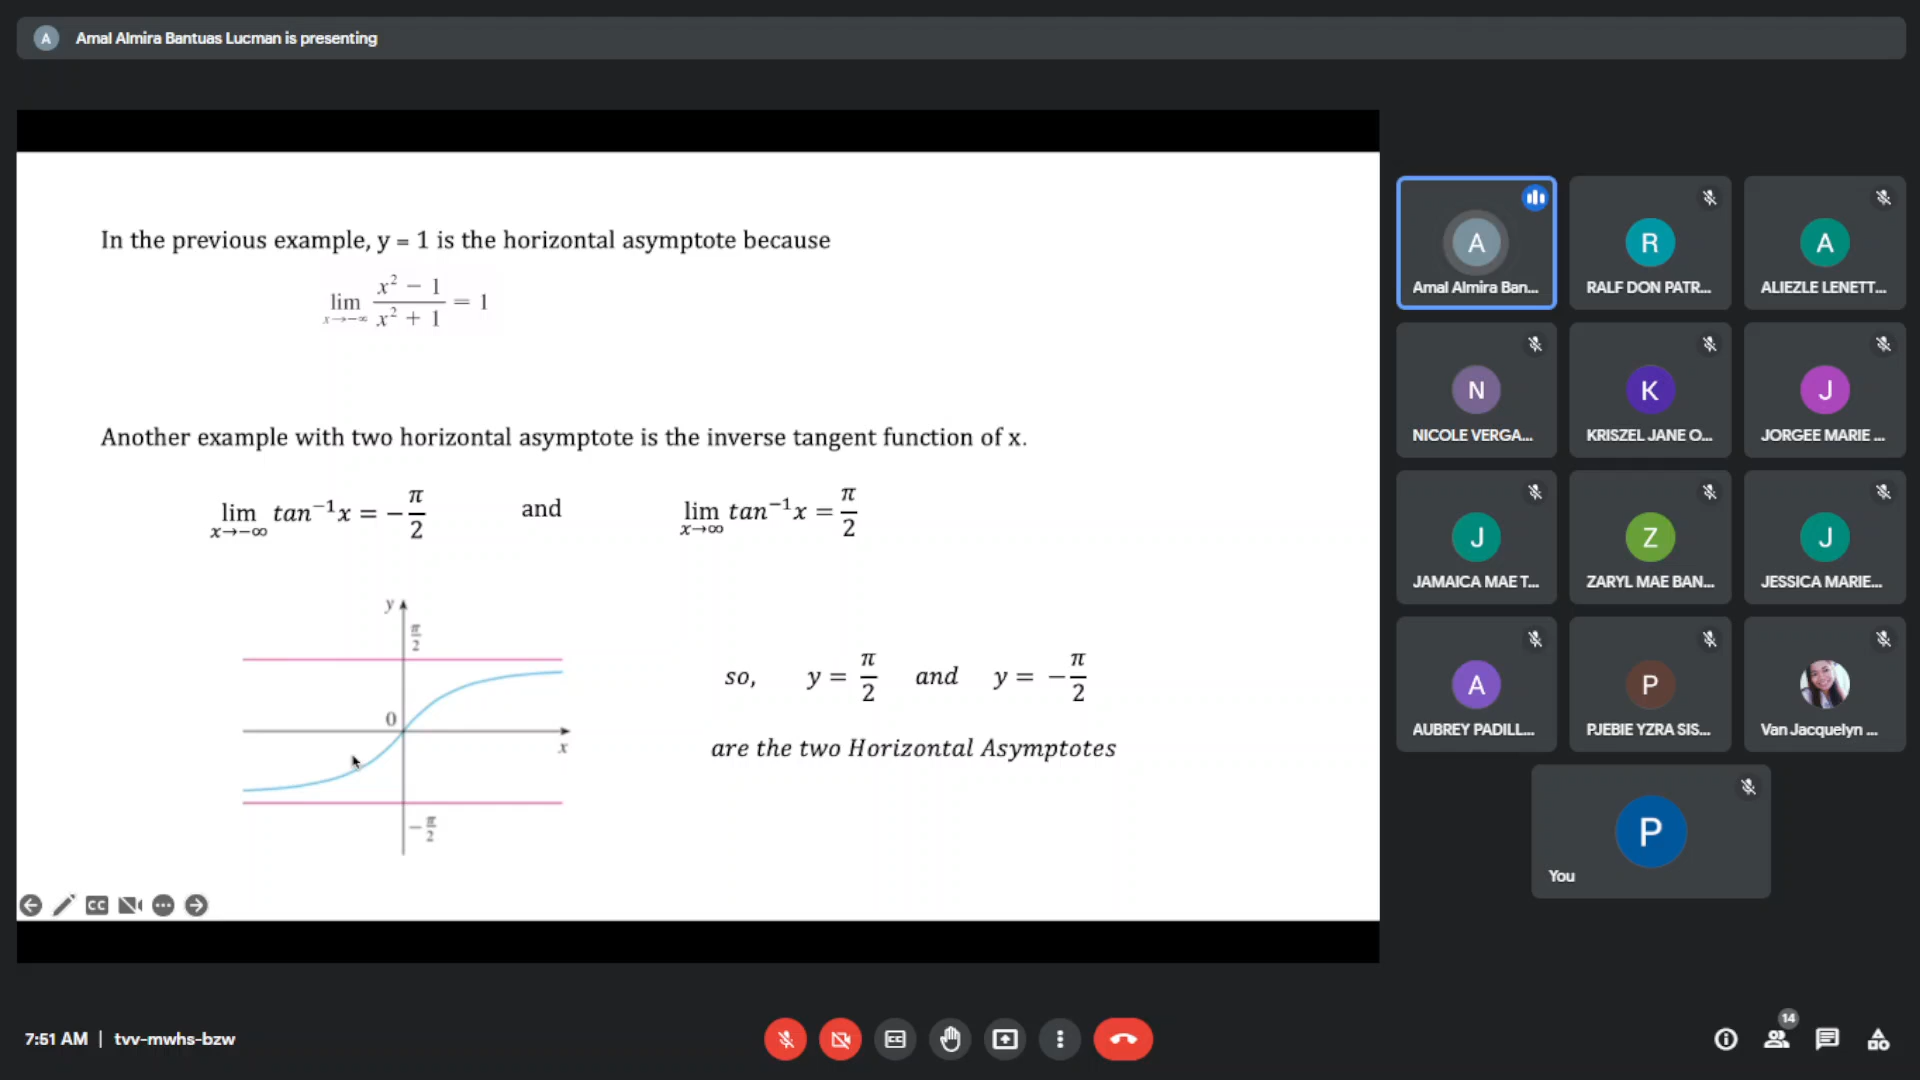 A Amal Almira Bantuas Lucman is presenting
In the previous example, y = 1 is the horizontal asymptote because
lim x→−∞ (x² − 1)/(x² + 1) = 1
Another example with two horizontal asymptote is the inverse tangent function of x.
lim x→−∞ tan⁻¹x = −π/2 and lim x→∞ tan⁻¹x = π/2
y
π/2
0
x
−π/2
so, y = π/2 and y = −π/2
are the two Horizontal Asymptotes
CC
A
Amal Almira Ban...
R
RALF DON PATR...
A
ALIEZLE LENETT...
N
NICOLE VERGA...
K
KRISZEL JANE O...
J
JORGEE MARIE ...
J
JAMAICA MAE T...
Z
ZARYL MAE BAN...
J
JESSICA MARIE...
A
AUBREY PADILL...
P
PJEBIE YZRA SIS...
Van Jacquelyn ...
P
You
7:51 AM | tvv-mwhs-bzw
14